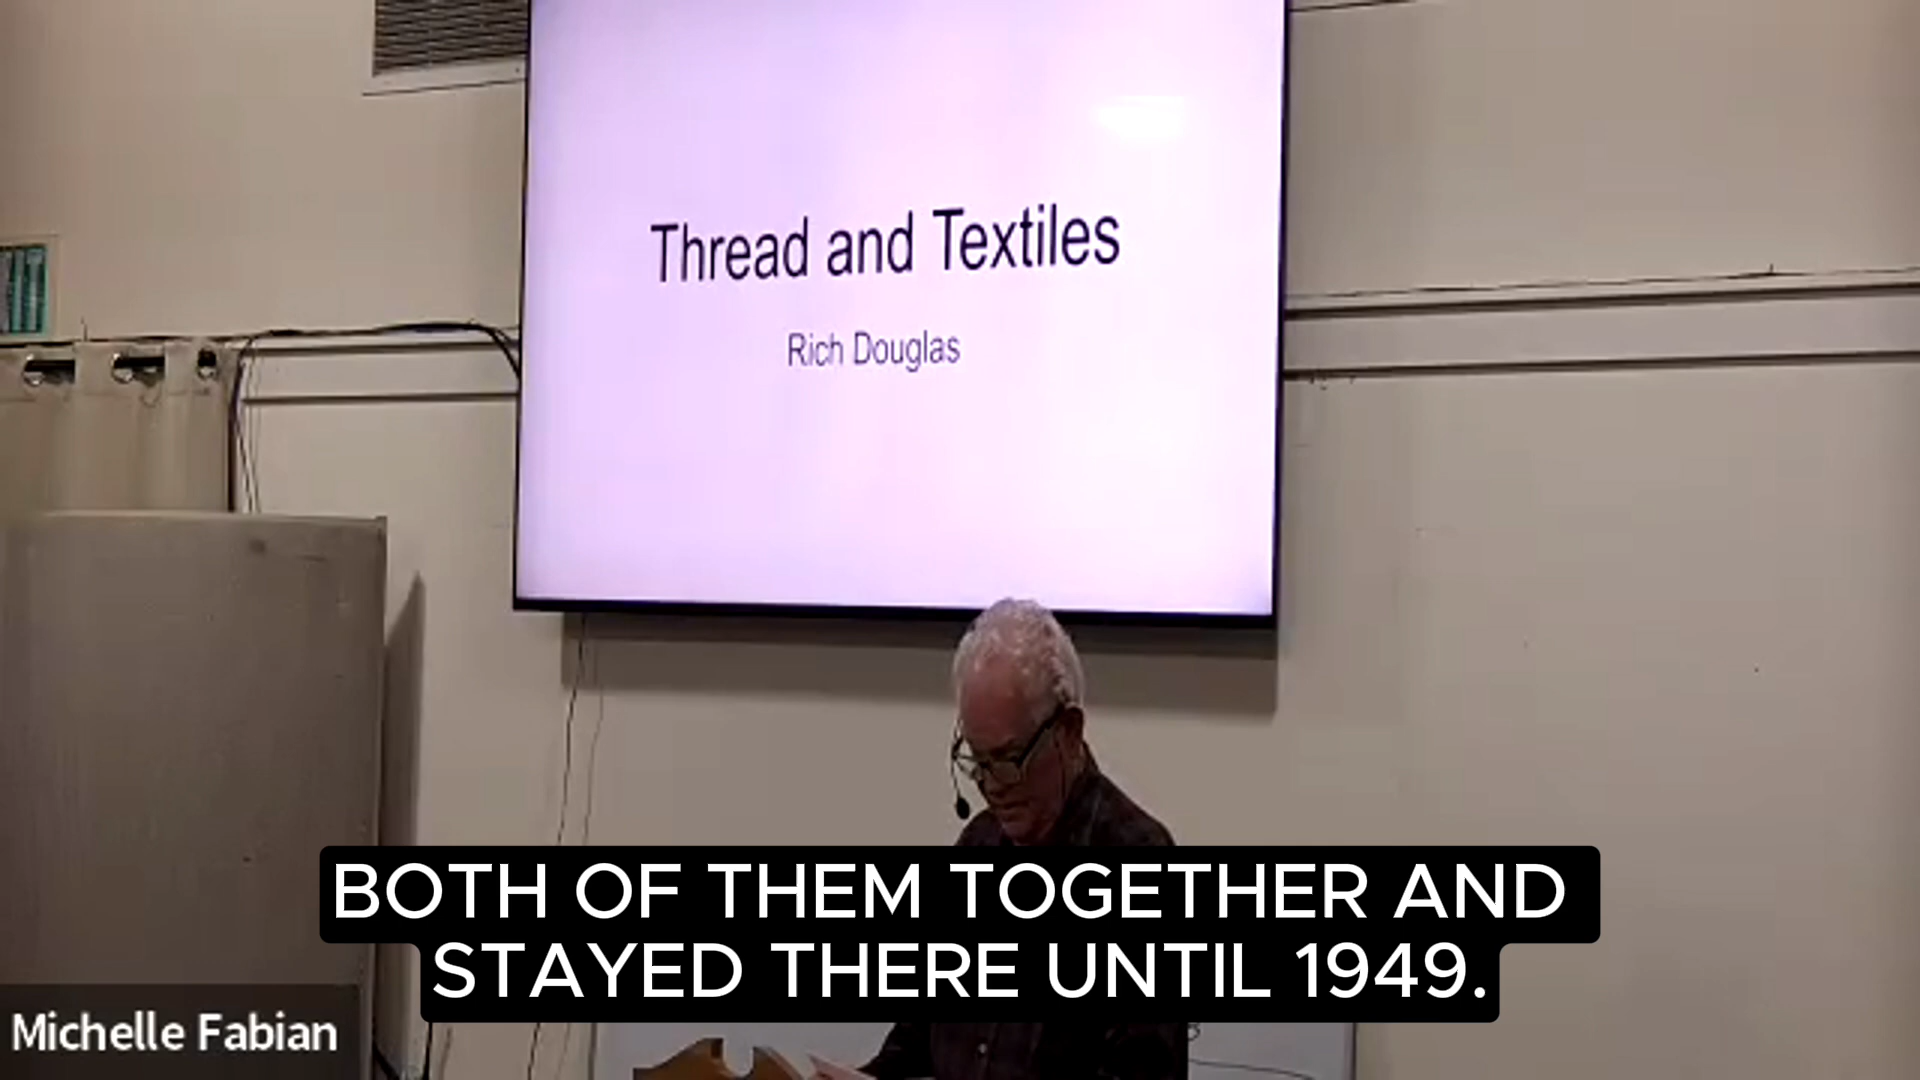 Thread and Textiles
Rich Douglas
BOTH OF THEM TOGETHER AND
STAYED THERE UNTIL 1949.
Michelle Fabian